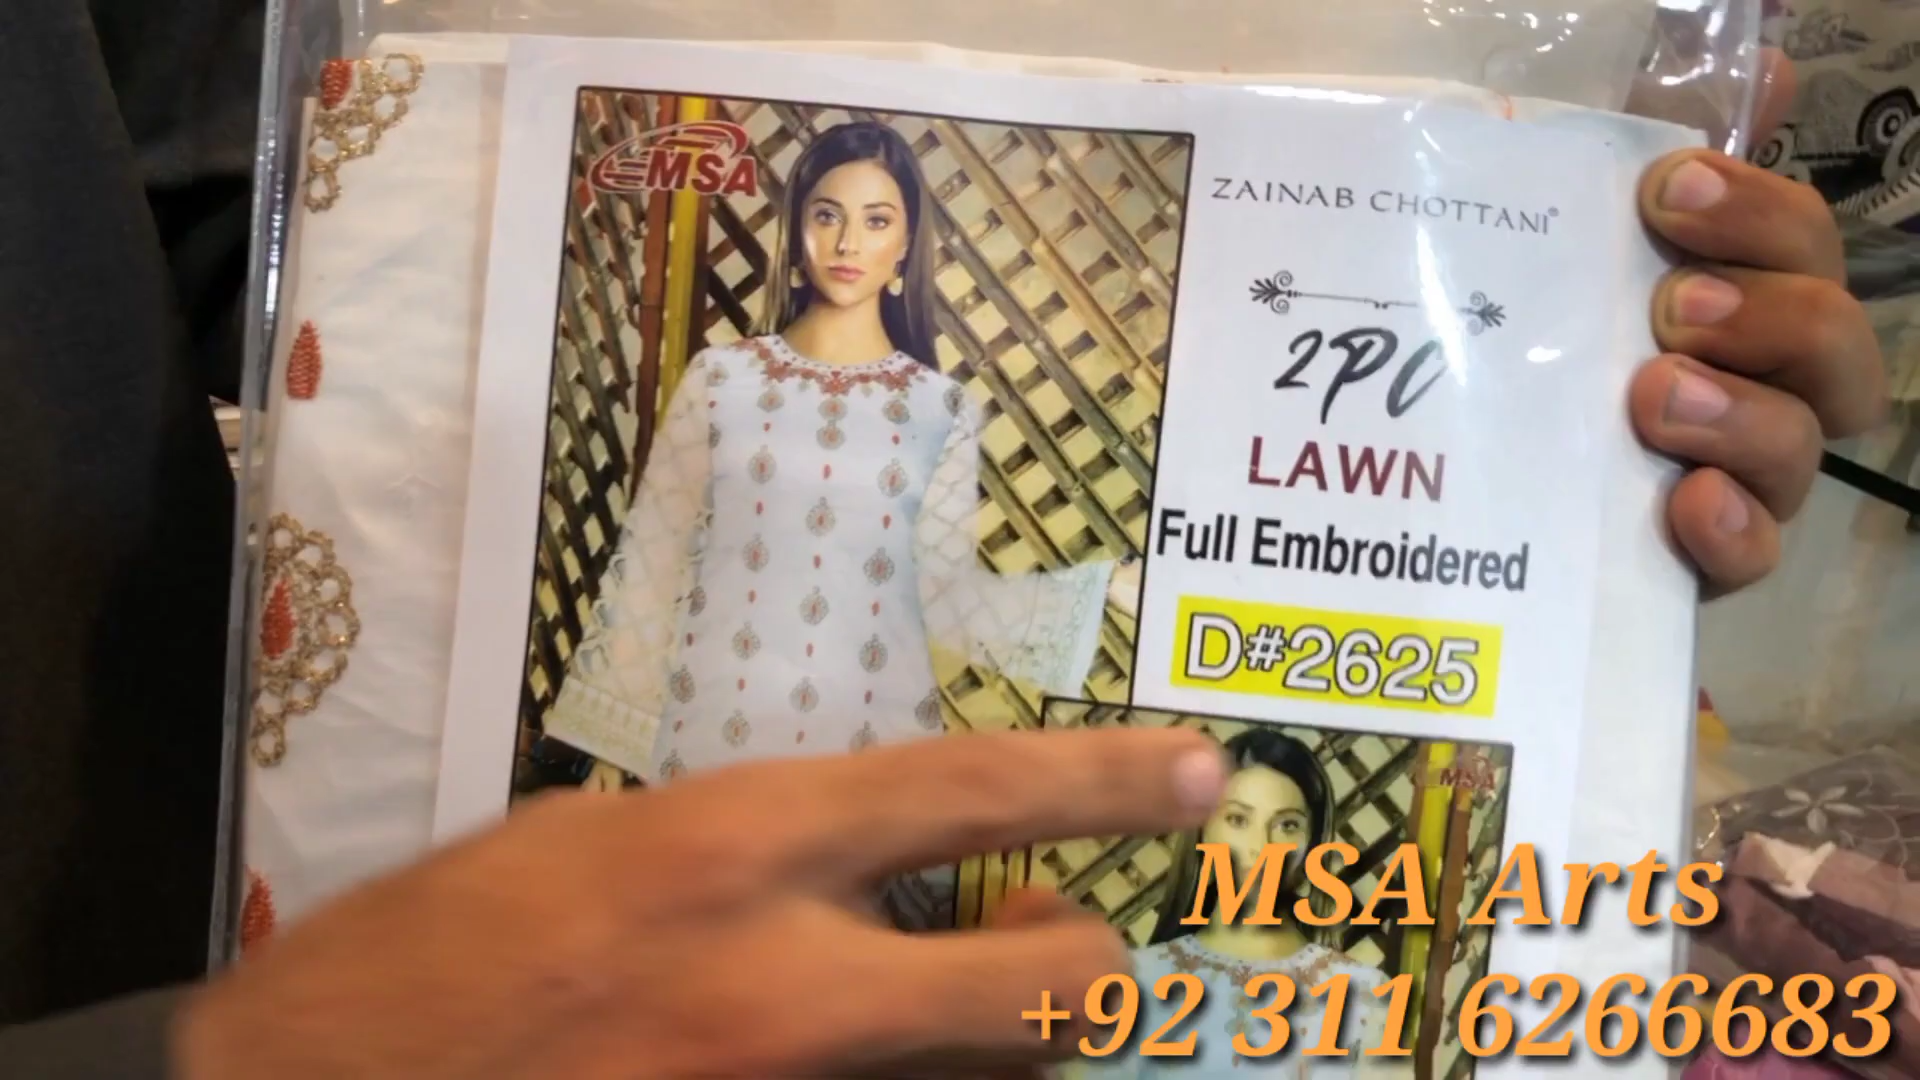 MSA
ZAINAB CHOTTANI®
2PC
LAWN
Full Embroidered
D#2625
MSA
MSA Arts
+92 311 6266683